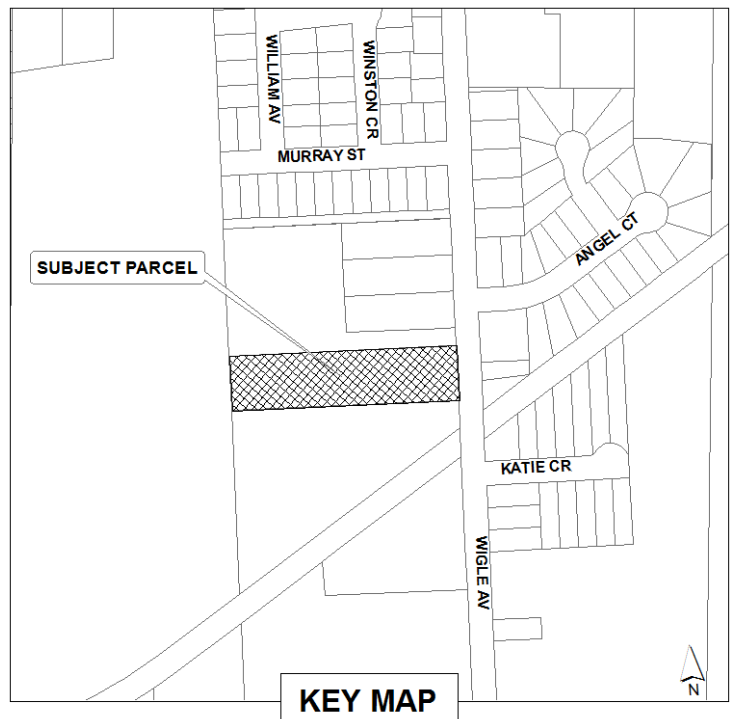 WILLIAM AV
WINSTON CR
MURRAY ST
SUBJECT PARCEL
ANGEL CT
KATIE CR
WIGLE AV
N
KEY MAP